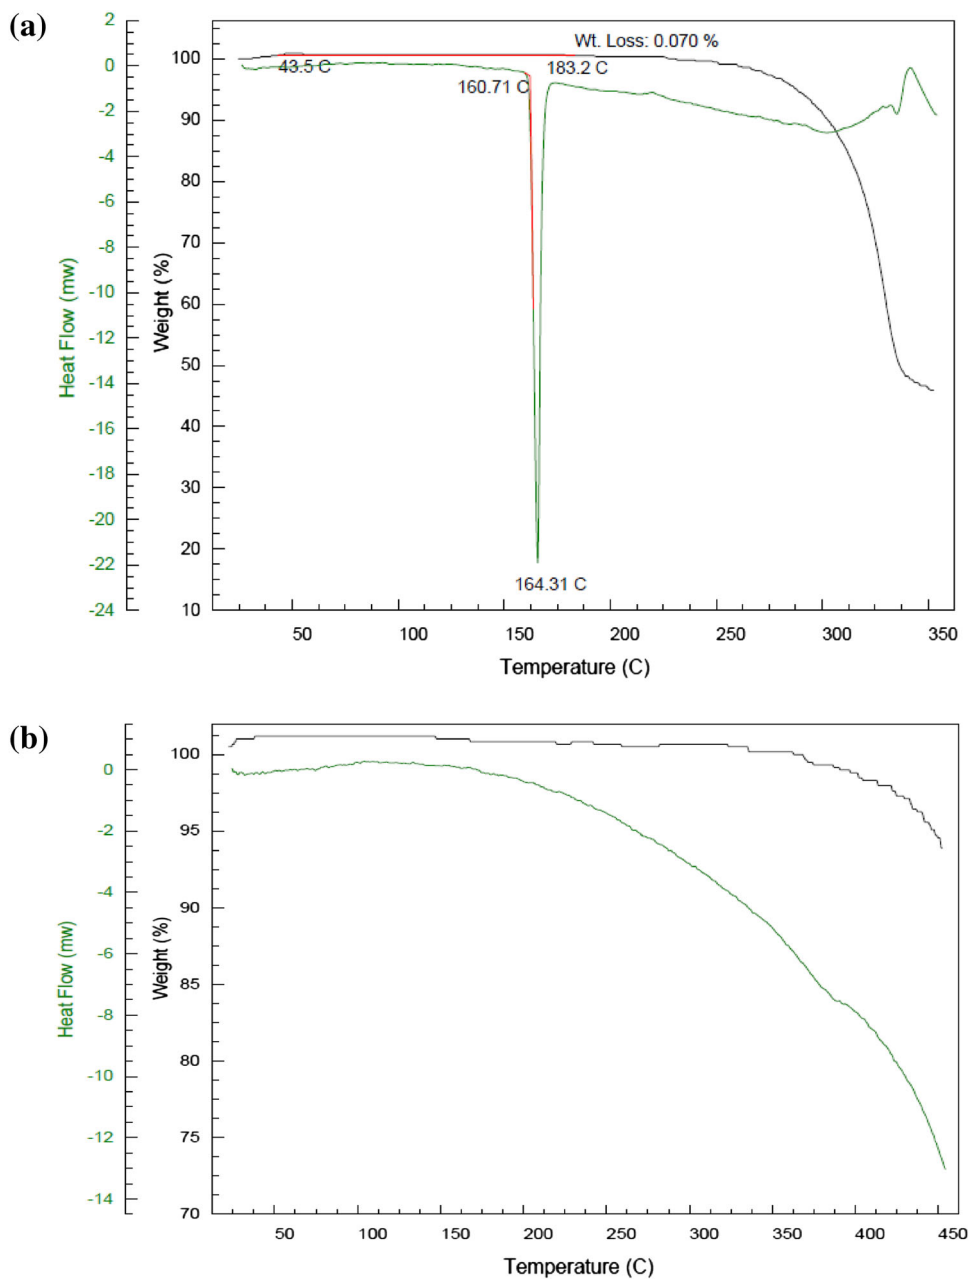 (a)
Heat Flow (mw)
2
0
-2
-4
-6
-8
-10
-12
-14
-16
-18
-20
-22
-24
Weight (%)
100
90
80
70
60
50
40
30
20
10
Wt. Loss: 0.070 %
43.5 C
160.71 C
183.2 C
164.31 C
50 100 150 200 250 300 350
Temperature (C)
(b)
Heat Flow (mw)
0
-2
-4
-6
-8
-10
-12
-14
Weight (%)
100
95
90
85
80
75
70
50 100 150 200 250 300 350 400 450
Temperature (C)